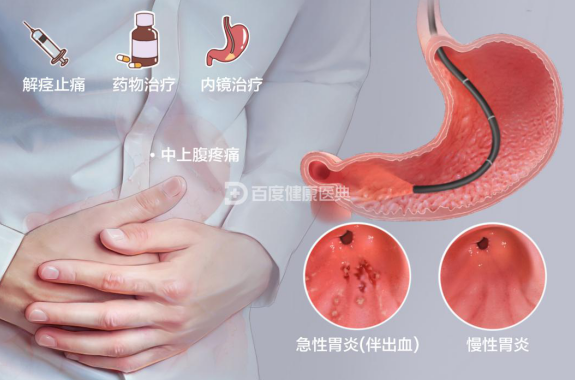 解痉止痛
药物治疗
内镜治疗
·中上腹疼痛
百度健康医典
急性胃炎(伴出血)
慢性胃炎